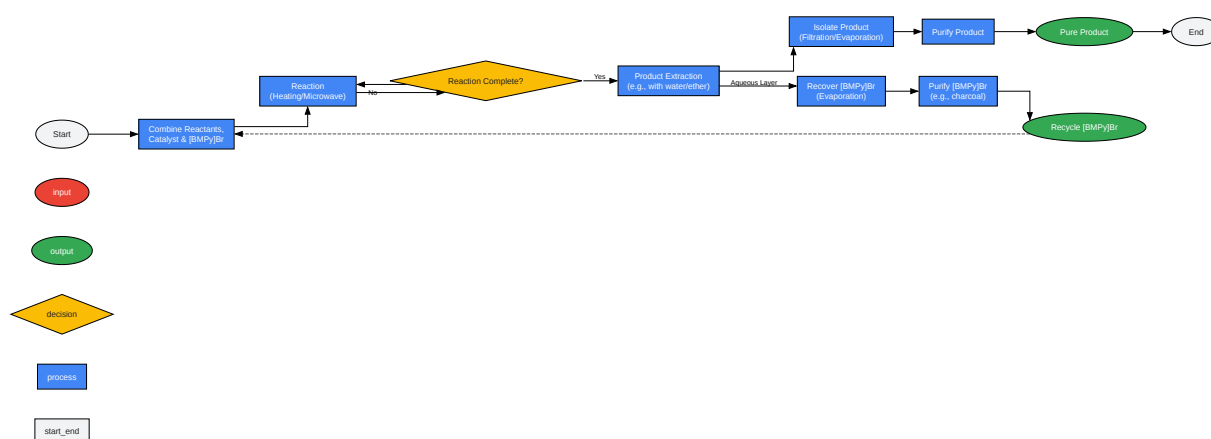 Start
Combine Reactants,
Catalyst & [BMPy]Br
Reaction
(Heating/Microwave)
No
Reaction Complete?
Yes
Product Extraction
(e.g., with water/ether)
Isolate Product
(Filtration/Evaporation)
Purify Product
Pure Product
End
Aqueous Layer
Recover [BMPy]Br
(Evaporation)
Purify [BMPy]Br
(e.g., charcoal)
Recycle [BMPy]Br
input
output
decision
process
start_end